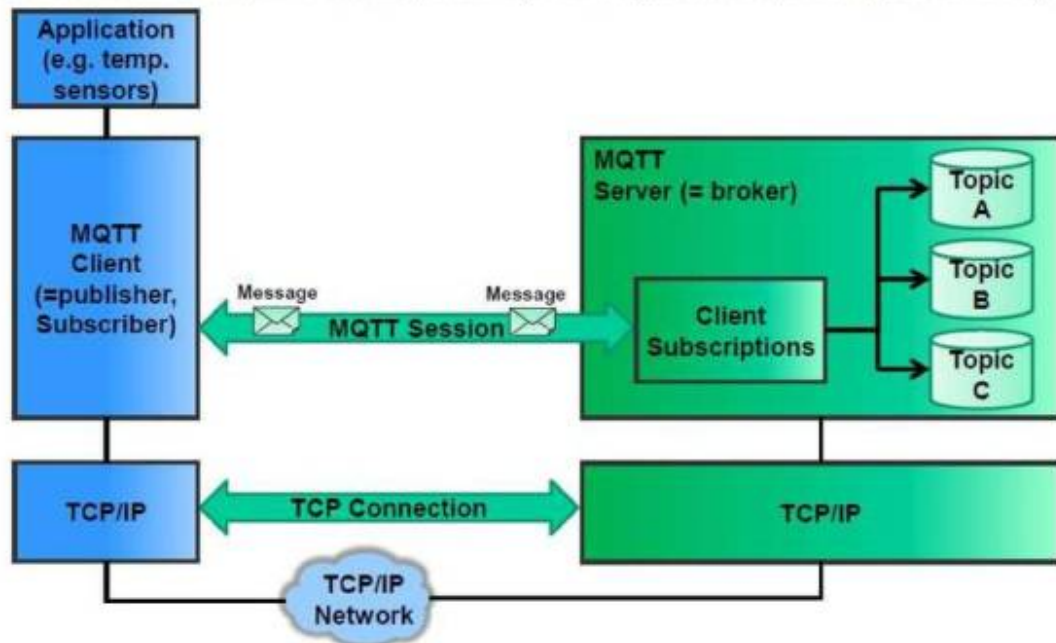 Application
(e.g. temp.
sensors)
MQTT
Client
(=publisher,
Subscriber)
Message
Message
MQTT Session
MQTT
Server (= broker)
Client
Subscriptions
Topic
A
Topic
B
Topic
C
TCP/IP
TCP Connection
TCP/IP
TCP/IP
Network